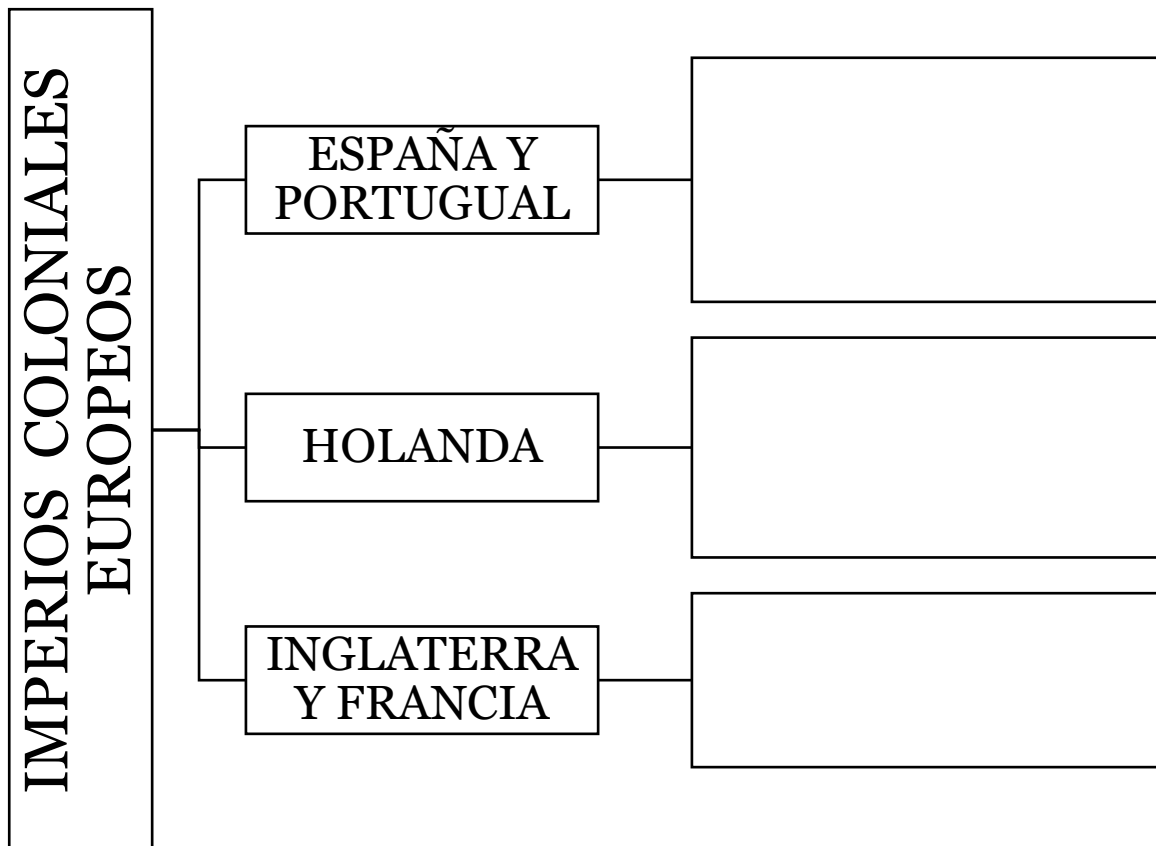 IMPERIOS COLONIALES
EUROPEOS
ESPAÑA Y
PORTUGUAL
HOLANDA
INGLATERRA
Y FRANCIA